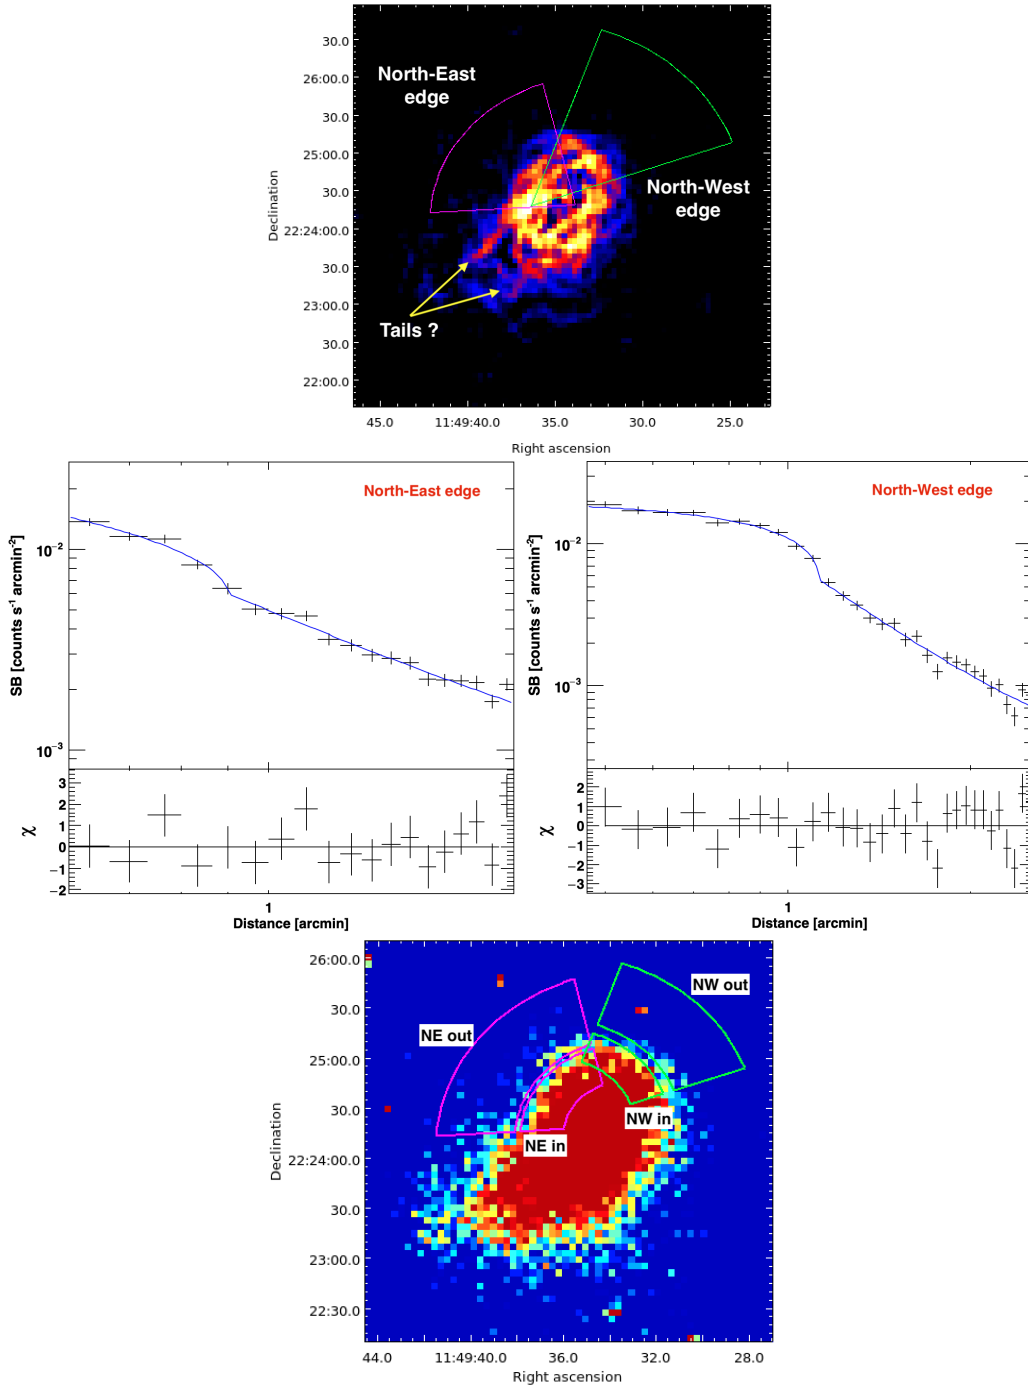 30.0
North-East
edge
26:00.0
30.0
25:00.0
30.0
North-West
edge
Declination
22:24:00.0
30.0
23:00.0
Tails ?
30.0
22:00.0
45.0 11:49:40.0 35.0 30.0 25.0
Right ascension
North-East edge
10⁻²
SB [counts s⁻¹ arcmin⁻²]
10⁻³
3
2
1
0
−1
−2
χ
1
Distance [arcmin]
North-West edge
10⁻²
SB [counts s⁻¹ arcmin⁻²]
10⁻³
2
1
0
−1
−2
−3
χ
1
Distance [arcmin]
26:00.0
NW out
30.0
NE out
25:00.0
30.0
NW in
NE in
Declination
22:24:00.0
30.0
23:00.0
22:30.0
44.0 11:49:40.0 36.0 32.0 28.0
Right ascension